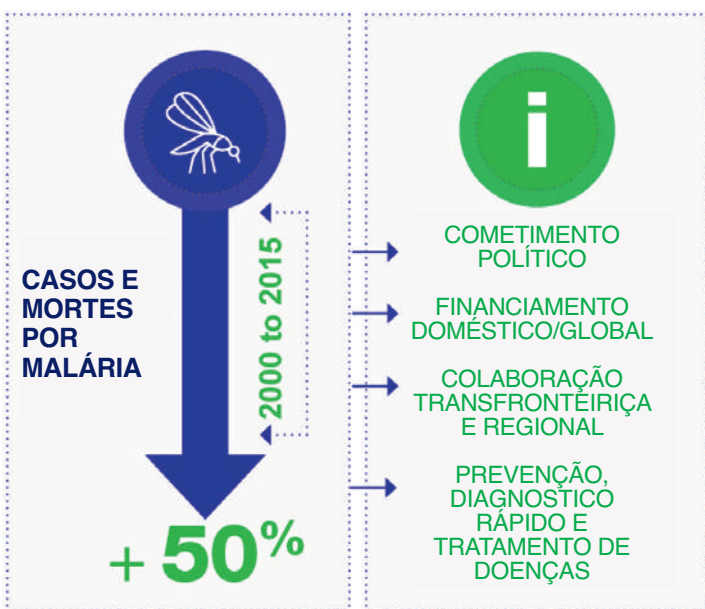 CASOS E
MORTES
POR
MALÁRIA
2000 to 2015
+ 50%
i
COMETIMENTO
POLÍTICO
FINANCIAMENTO
DOMÉSTICO/GLOBAL
COLABORAÇÃO
TRANSFRONTEIRIÇA
E REGIONAL
PREVENÇÃO,
DIAGNOSTICO
RÁPIDO E
TRATAMENTO DE
DOENÇAS